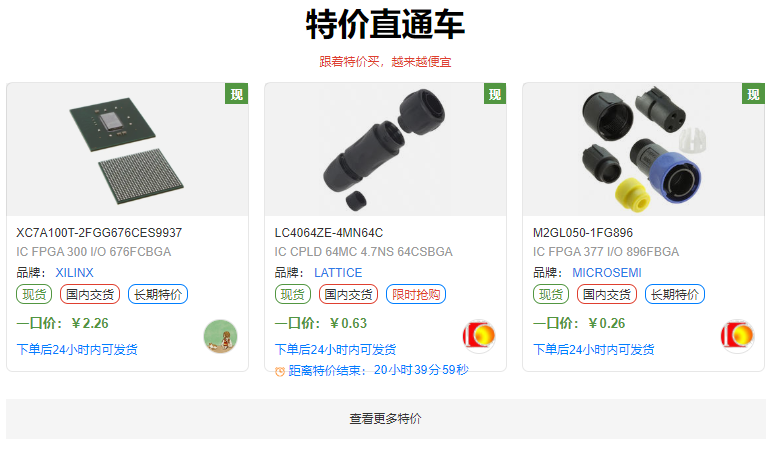 特价直通车
跟着特价买，越来越便宜
现
XC7A100T-2FGG676CES9937
IC FPGA 300 I/O 676FCBGA
品牌： XILINX
现货 国内交货 长期特价
一口价：￥2.26
下单后24小时内可发货
现
LC4064ZE-4MN64C
IC CPLD 64MC 4.7NS 64CSBGA
品牌： LATTICE
现货 国内交货 限时抢购
一口价：￥0.63
下单后24小时内可发货
距离特价结束：20小时39分59秒
现
M2GL050-1FG896
IC FPGA 377 I/O 896FBGA
品牌： MICROSEMI
现货 国内交货 长期特价
一口价：￥0.26
下单后24小时内可发货
查看更多特价